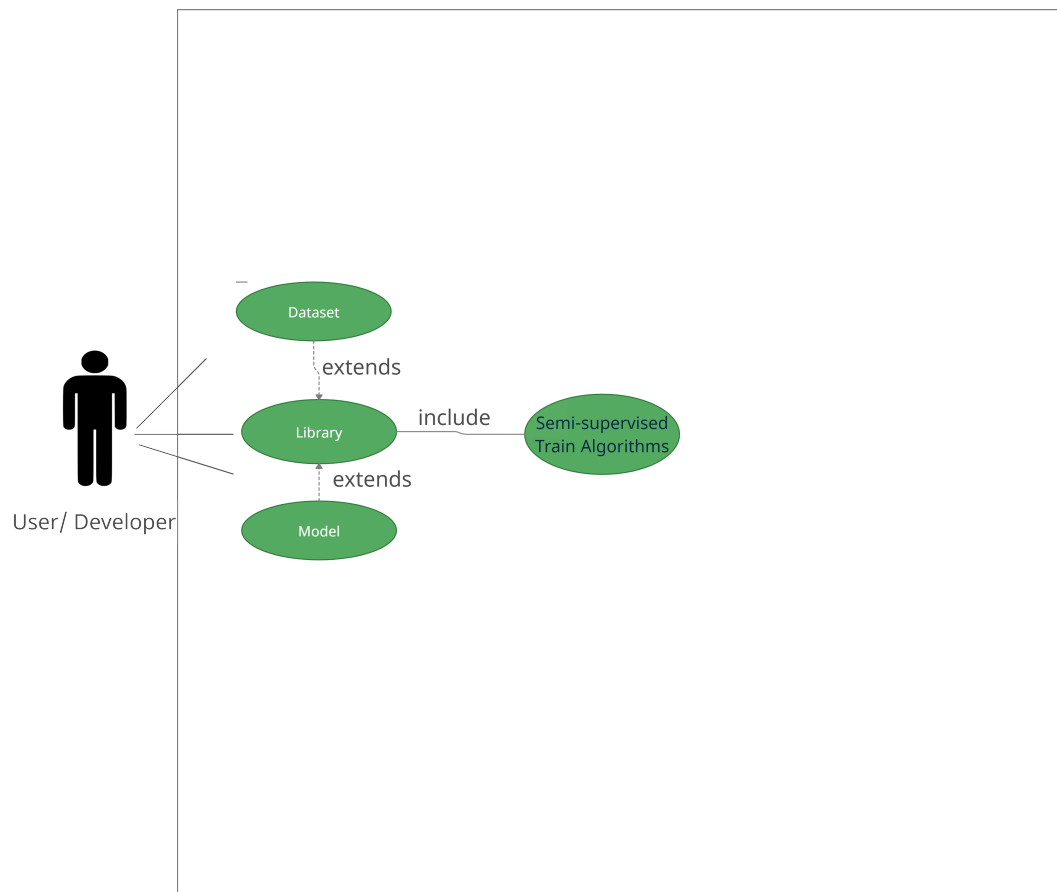 Dataset
extends
Library
include
Semi-supervised
Train Algorithms
extends
Model
User/ Developer